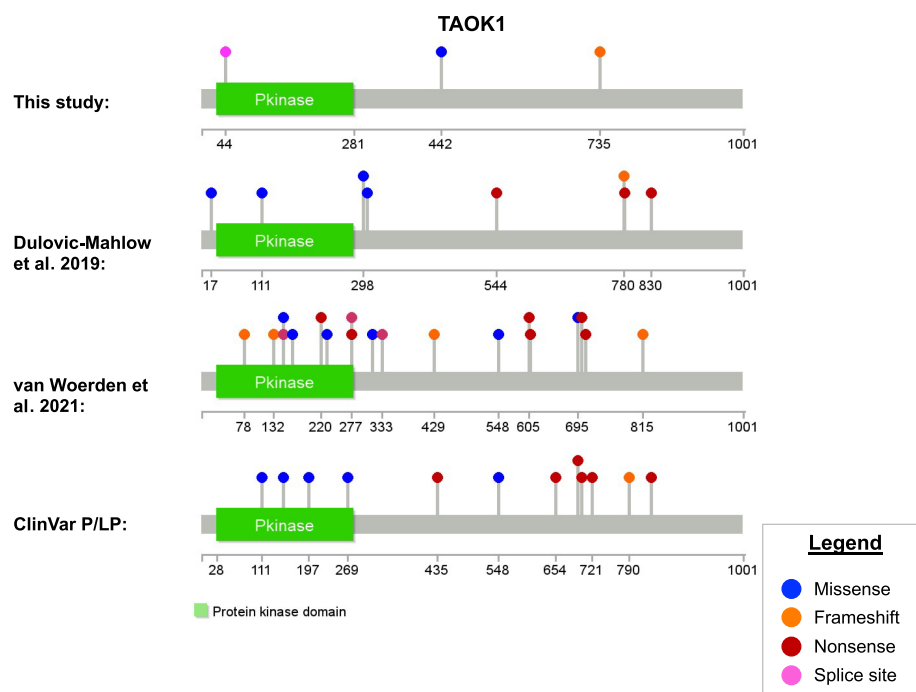 TAOK1
This study:
Pkinase
44 281 442 735 1001
Dulovic-Mahlow
et al. 2019:
Pkinase
17 111 298 544 780 830 1001
van Woerden et
al. 2021:
Pkinase
78 132 220 277 333 429 548 605 695 815 1001
ClinVar P/LP:
Pkinase
28 111 197 269 435 548 654 721 790 1001
Protein kinase domain
Legend
Missense
Frameshift
Nonsense
Splice site